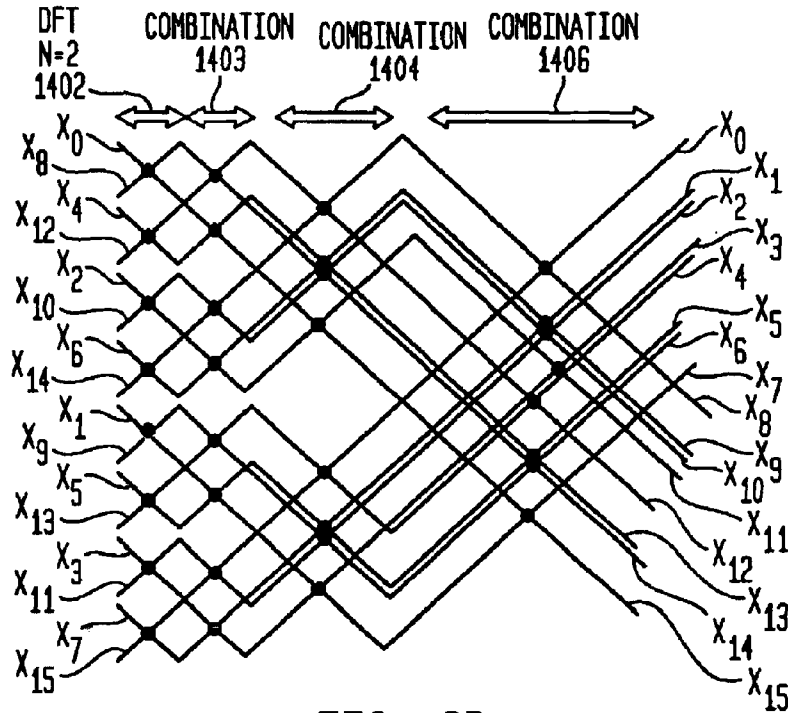 DFT
N=2
1402
COMBINATION
1403
COMBINATION
1404
COMBINATION
1406
X0
X8
X4
X12
X2
X10
X6
X14
X1
X9
X5
X13
X3
X11
X7
X15
X0
X1
X2
X3
X4
X5
X6
X7
X8
X9
X10
X11
X12
X13
X14
X15